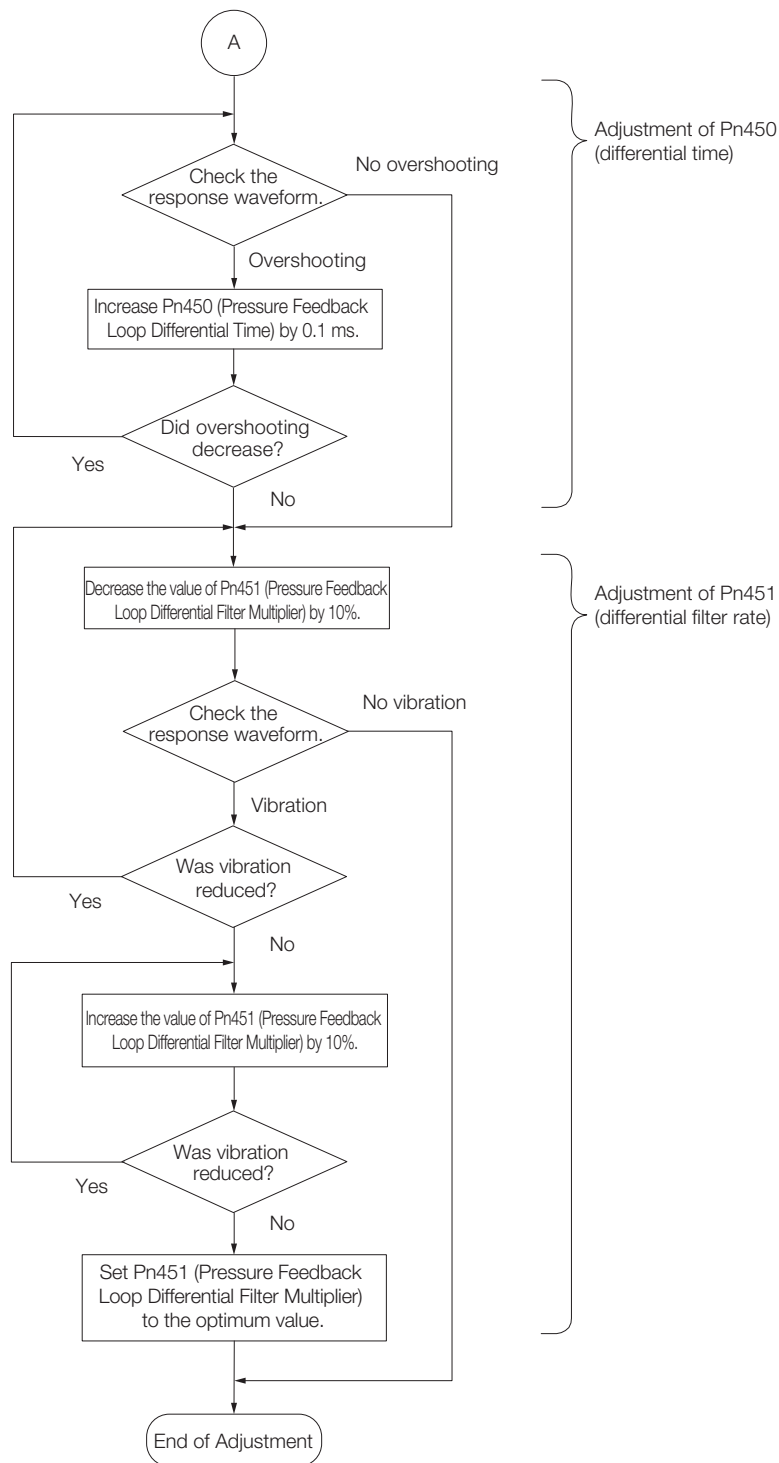 A
Adjustment of Pn450
(differential time)
No overshooting
Check the
response waveform.
Overshooting
Increase Pn450 (Pressure Feedback
Loop Differential Time) by 0.1 ms.
Did overshooting
decrease?
Yes
No
Decrease the value of Pn451 (Pressure Feedback
Loop Differential Filter Multiplier) by 10%.
Adjustment of Pn451
(differential filter rate)
No vibration
Check the
response waveform.
Vibration
Was vibration
reduced?
Yes
No
Increase the value of Pn451 (Pressure Feedback
Loop Differential Filter Multiplier) by 10%.
Was vibration
reduced?
Yes
No
Set Pn451 (Pressure Feedback
Loop Differential Filter Multiplier)
to the optimum value.
End of Adjustment